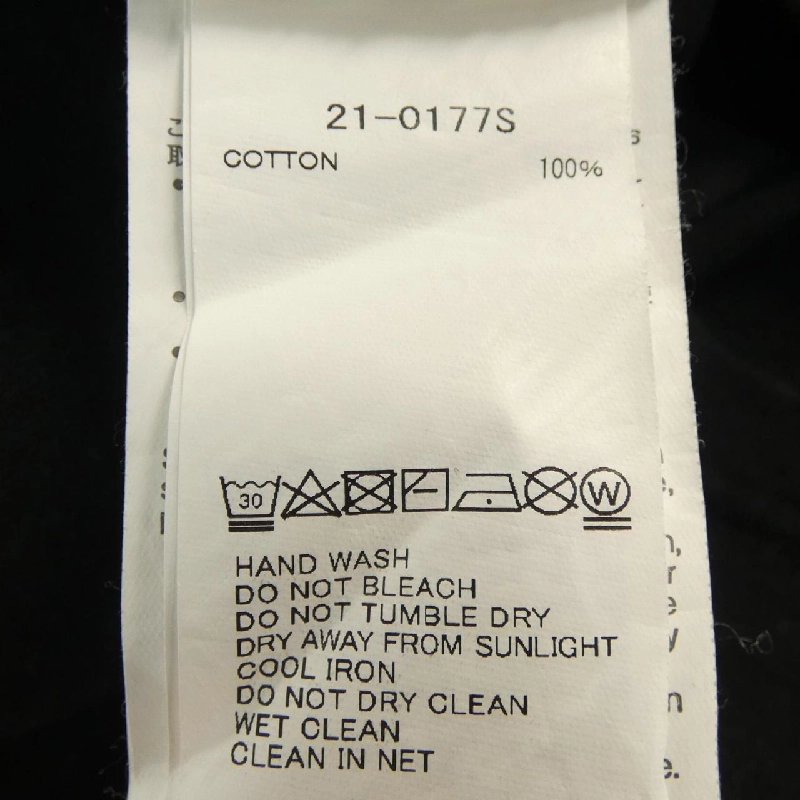 21-0177S
COTTON 100%
30 W
HAND WASH
DO NOT BLEACH
DO NOT TUMBLE DRY
DRY AWAY FROM SUNLIGHT
COOL IRON
DO NOT DRY CLEAN
WET CLEAN
CLEAN IN NET